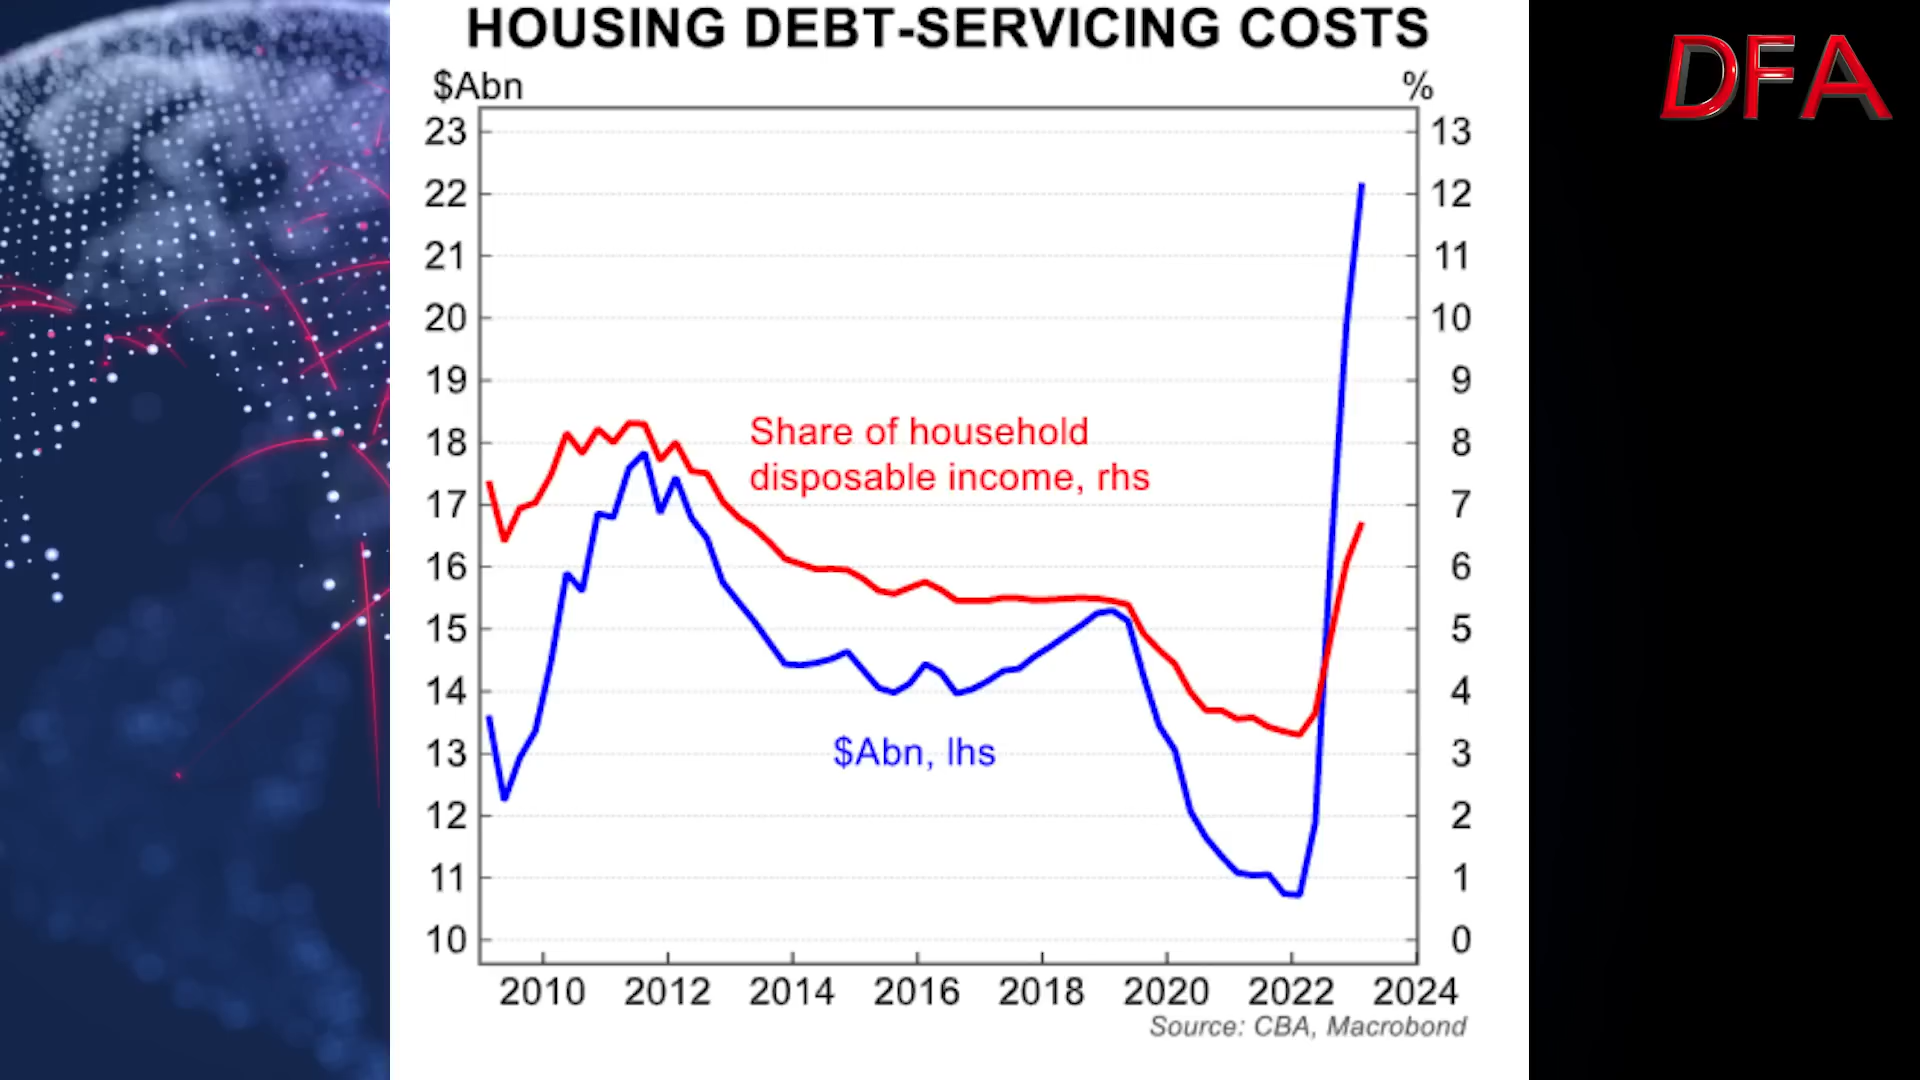 HOUSING DEBT-SERVICING COSTS
DFA
$Abn %
23 13
22 12
21 11
20 10
19 9
Share of household
18 8
disposable income, rhs
17 7
16 6
15 5
14 4
$Abn, lhs
13 3
12 2
11 1
10 0
2010 2012 2014 2016 2018 2020 2022 2024
Source: CBA, Macrobond